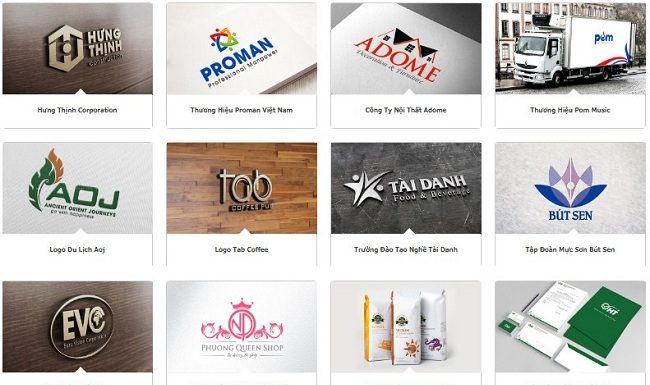 HƯNG
THỊNH
CORPORATION
Hưng Thịnh Corporation
PROMAN
Professional Manpower
Thương Hiệu Proman Việt Nam
ADOME
Decoration & Furniture
Công Ty Nội Thất Adome
pom
Thương Hiệu Pom Music
AOJ
ANCIENT ORIENT JOURNEYS
go with happiness
Logo Du Lịch Aoj
tab
COFFEE PUB
Logo Tab Coffee
TÀI DANH
Food & Beverage
Trường Đào Tạo Nghề Tài Danh
BÚT SEN
Tập Đoàn Mực Sơn Bút Sen
EVC
ND
PHUONG QUEEN SHOP